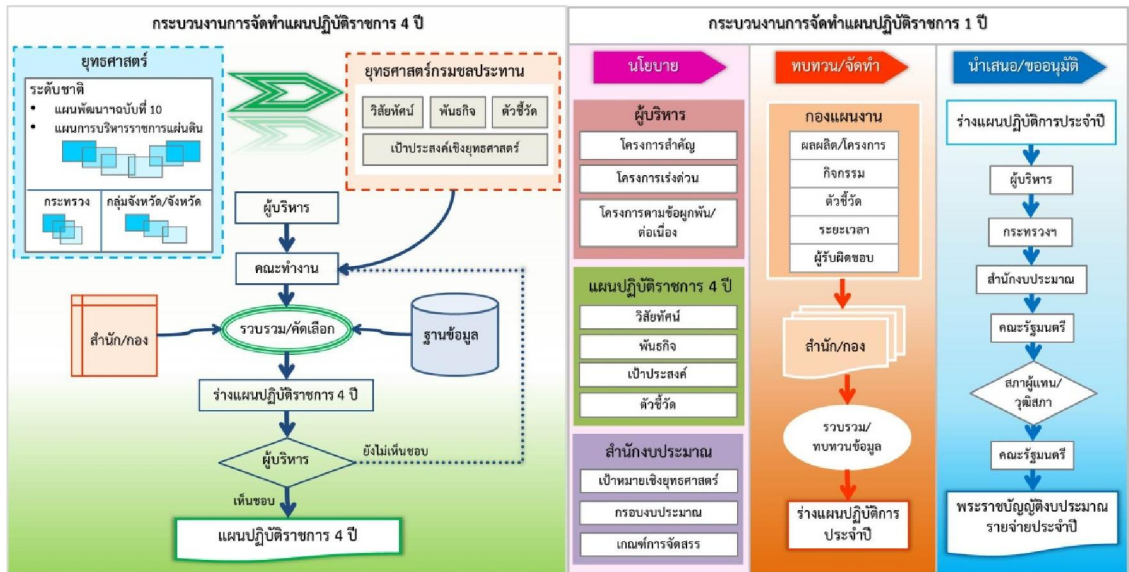 กระบวนงานการจัดทำแผนปฏิบัติราชการ 4 ปี
ยุทธศาสตร์
ระดับชาติ
• แผนพัฒนาฯฉบับที่ 10
• แผนการบริหารราชการแผ่นดิน
กระทรวง
กลุ่มจังหวัด/จังหวัด
ยุทธศาสตร์กรมชลประทาน
วิสัยทัศน์
พันธกิจ
ตัวชี้วัด
เป้าประสงค์เชิงยุทธศาสตร์
ผู้บริหาร
คณะทำงาน
สำนัก/กอง
รวบรวม/คัดเลือก
ฐานข้อมูล
ร่างแผนปฏิบัติราชการ 4 ปี
ผู้บริหาร
ยังไม่เห็นชอบ
เห็นชอบ
แผนปฏิบัติราชการ 4 ปี
กระบวนงานการจัดทำแผนปฏิบัติราชการ 1 ปี
นโยบาย
ผู้บริหาร
โครงการสำคัญ
โครงการเร่งด่วน
โครงการตามข้อผูกพัน/
ต่อเนื่อง
แผนปฏิบัติราชการ 4 ปี
วิสัยทัศน์
พันธกิจ
เป้าประสงค์
ตัวชี้วัด
สำนักงบประมาณ
เป้าหมายเชิงยุทธศาสตร์
กรอบงบประมาณ
เกณฑ์การจัดสรร
ทบทวน/จัดทำ
กองแผนงาน
ผลผลิต/โครงการ
กิจกรรม
ตัวชี้วัด
ระยะเวลา
ผู้รับผิดชอบ
สำนัก/กอง
รวบรวม/
ทบทวนข้อมูล
ร่างแผนปฏิบัติการ
ประจำปี
นำเสนอ/ขออนุมัติ
ร่างแผนปฏิบัติการประจำปี
ผู้บริหาร
กระทรวงฯ
สำนักงบประมาณ
คณะรัฐมนตรี
สภาผู้แทน/
วุฒิสภา
คณะรัฐมนตรี
พระราชบัญญัติงบประมาณ
รายจ่ายประจำปี